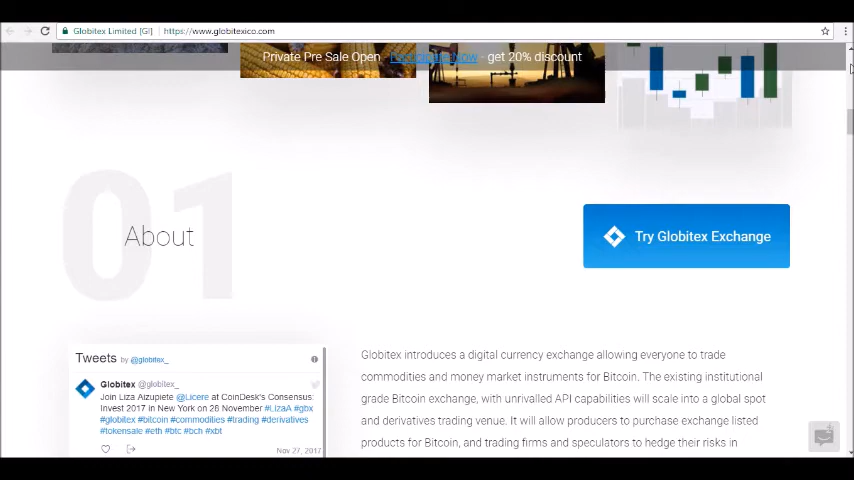 Globitex Limited [GI] https://www.globitexico.com
Private Pre Sale Open - Participate Now - get 20% discount
01
About
Try Globitex Exchange
Tweets by @globitex_
Globitex @globitex_
Join Liza Aizupiete @Licere at CoinDesk's Consensus:
Invest 2017 in New York on 28 November #LizaA #gbx
#globitex #bitcoin #commodities #trading #derivatives
#tokensale #eth #btc #bch #xbt
Nov 27, 2017
Globitex introduces a digital currency exchange allowing everyone to trade
commodities and money market instruments for Bitcoin. The existing institutional
grade Bitcoin exchange, with unrivalled API capabilities will scale into a global spot
and derivatives trading venue. It will allow producers to purchase exchange listed
products for Bitcoin, and trading firms and speculators to hedge their risks in